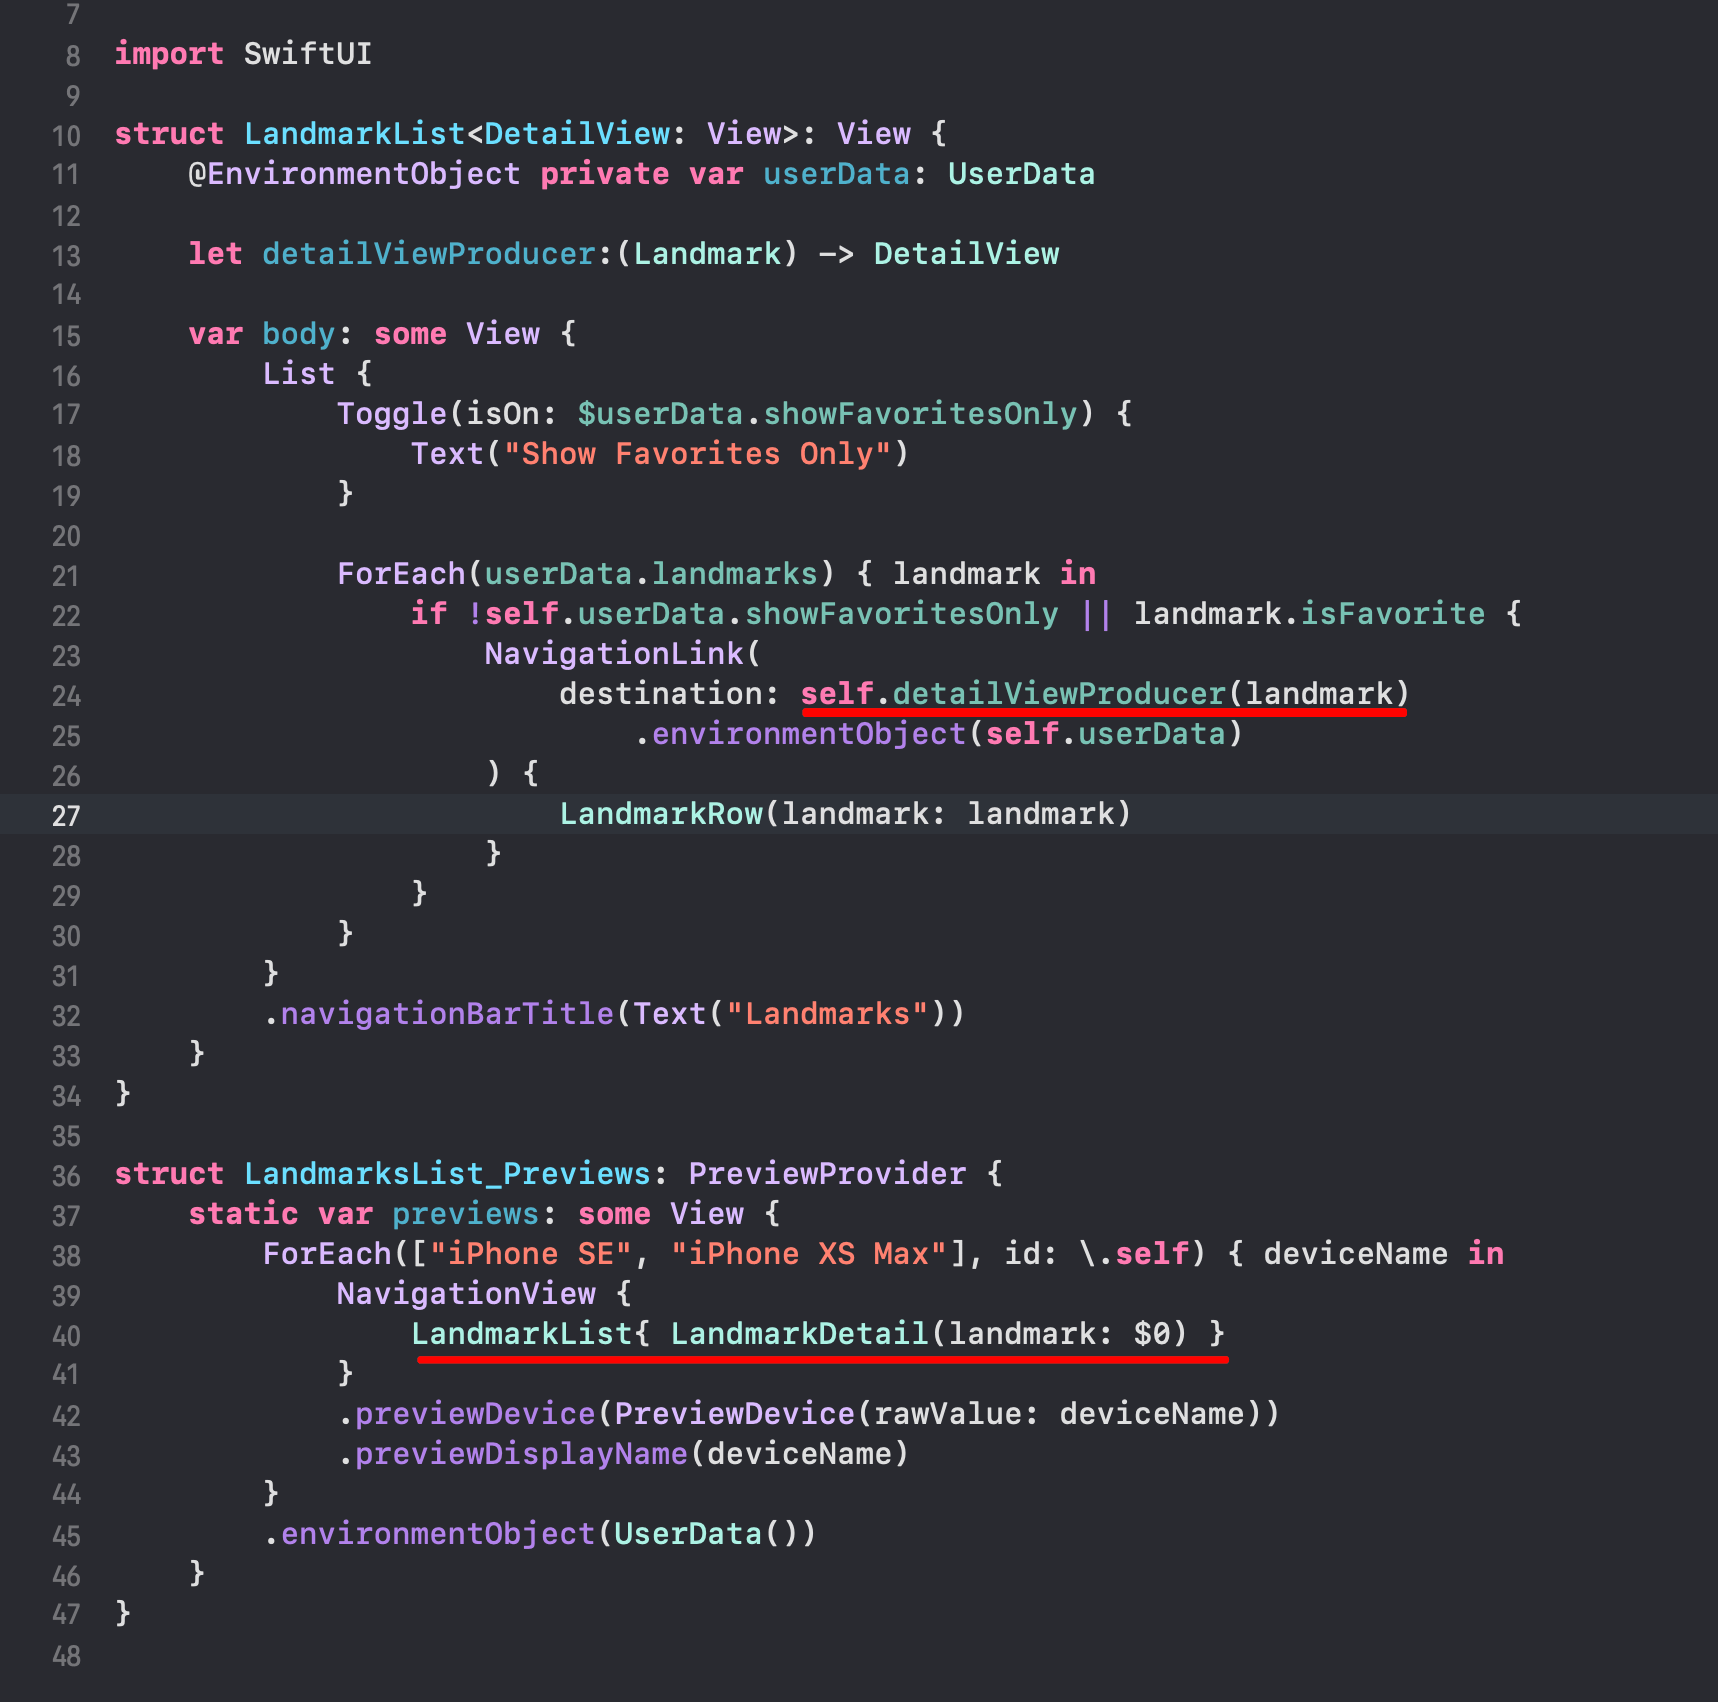 7
8 import SwiftUI
9
10 struct LandmarkList<DetailView: View>: View {
11     @EnvironmentObject private var userData: UserData
12
13     let detailViewProducer:(Landmark) -> DetailView
14
15     var body: some View {
16         List {
17             Toggle(isOn: $userData.showFavoritesOnly) {
18                 Text("Show Favorites Only")
19             }
20
21             ForEach(userData.landmarks) { landmark in
22                 if !self.userData.showFavoritesOnly || landmark.isFavorite {
23                     NavigationLink(
24                         destination: self.detailViewProducer(landmark)
25                             .environmentObject(self.userData)
26                     ) {
27                         LandmarkRow(landmark: landmark)
28                     }
29                 }
30             }
31         }
32         .navigationBarTitle(Text("Landmarks"))
33     }
34 }
35
36 struct LandmarksList_Previews: PreviewProvider {
37     static var previews: some View {
38         ForEach(["iPhone SE", "iPhone XS Max"], id: \.self) { deviceName in
39             NavigationView {
40                 LandmarkList{ LandmarkDetail(landmark: $0) }
41             }
42             .previewDevice(PreviewDevice(rawValue: deviceName))
43             .previewDisplayName(deviceName)
44         }
45         .environmentObject(UserData())
46     }
47 }
48